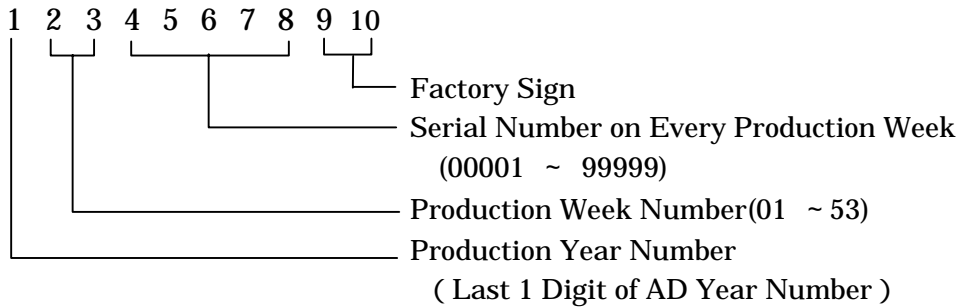 1 2 3 4 5 6 7 8 9 10
Factory Sign
Serial Number on Every Production Week
(00001 ~ 99999)
Production Week Number(01 ~ 53)
Production Year Number
( Last 1 Digit of AD Year Number )